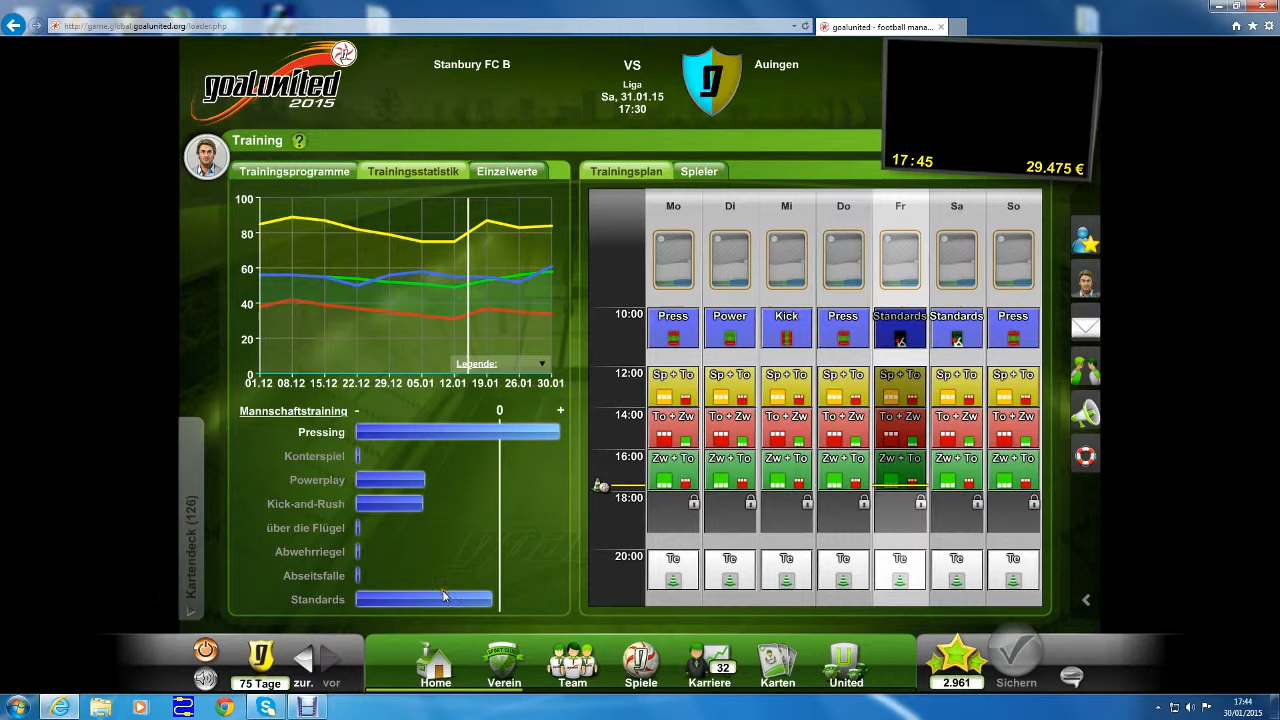 http://game.global.goalunited.org/loader.php
goalunited - football mana...
goalunited
2015
Stanbury FC B
VS
Auingen
Liga
Sa, 31.01.15
17:30
Training ?
17:45
29.475 €
Trainingsprogramme
Trainingsstatistik
Einzelwerte
Trainingsplan
Spieler
100
80
60
40
20
0
Legende:
01.12 08.12 15.12 22.12 29.12 05.01 12.01 19.01 26.01 30.01
Mannschaftstraining - 0 +
Pressing
Konterspiel
Powerplay
Kick-and-Rush
über die Flügel
Abwehrriegel
Abseitsfalle
Standards
Mo Di Mi Do Fr Sa So
10:00 Press Power Kick Press Standards Standards Press
12:00 Sp + To Sp + To Sp + To Sp + To Sp + To Sp + To Sp + To
14:00 To + Zw To + Zw To + Zw To + Zw To + Zw To + Zw To + Zw
16:00 Zw + To Zw + To Zw + To Zw + To Zw + To Zw + To Zw + To
18:00
20:00 Te Te Te Te Te Te Te
Kartendeck (126)
75 Tage
zur.
vor
Home
Verein
Team
Spiele
32
Karriere
Karten
United
2.961
Sichern
17:44
30/01/2015